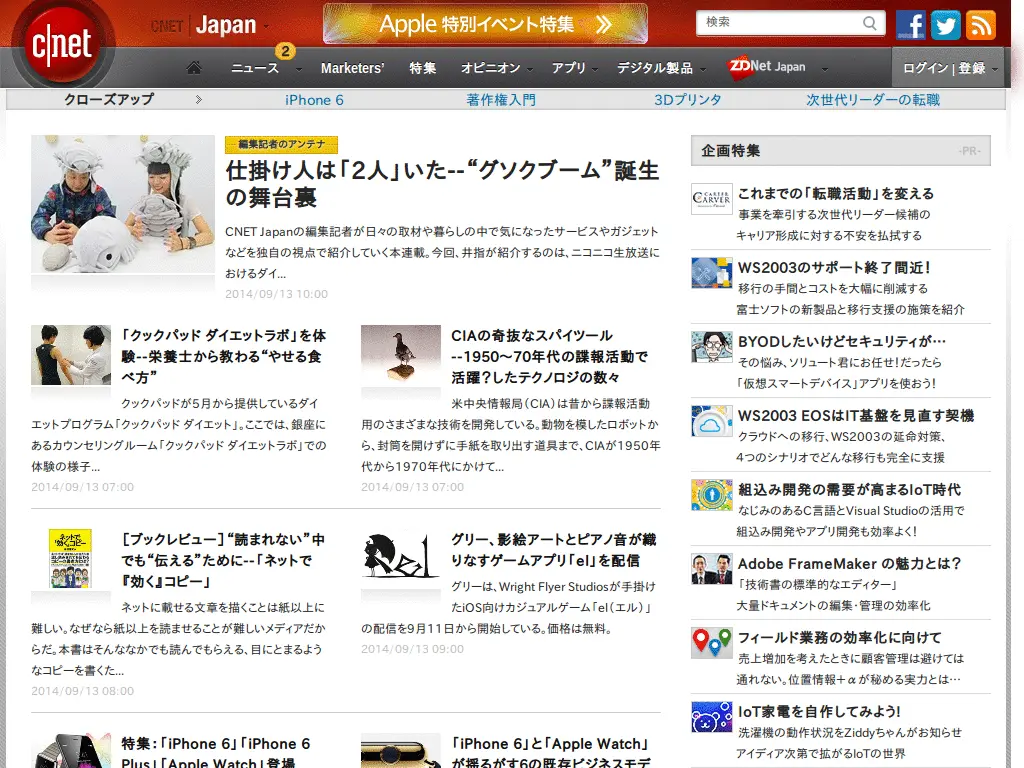 c|net
CNET Japan
Apple 特別イベント特集
検索
2
ニュース
Marketers'
特集
オピニオン
アプリ
デジタル製品
ZDNet Japan
ログイン | 登録
クローズアップ
iPhone 6
著作権入門
3Dプリンタ
次世代リーダーの転職
編集記者のアンテナ
仕掛け人は「2人」いた--“グソクブーム”誕生
の舞台裏
CNET Japanの編集記者が日々の取材や暮らしの中で気になったサービスやガジェット
などを独自の視点で紹介していく本連載。今回、井指が紹介するのは、ニコニコ生放送に
おけるダイ...
2014/09/13 10:00
「クックパッド ダイエットラボ」を体
験--栄養士から教わる“やせる食
べ方”
クックパッドが5月から提供しているダイ
エットプログラム「クックパッド ダイエット」。ここでは、銀座に
あるカウンセリングルーム「クックパッド ダイエットラボ」での
体験の様子...
2014/09/13 07:00
CIAの奇抜なスパイツール
--1950～70年代の諜報活動で
活躍？したテクノロジの数々
米中央情報局（CIA）は昔から諜報活動
用のさまざまな技術を開発している。動物を模したロボットか
ら、封筒を開けずに手紙を取り出す道具まで、CIAが1950年
代から1970年代にかけて...
2014/09/13 07:00
ネットで
「効く」コピー
［ブックレビュー］“読まれない”中
でも“伝える”ために--「ネットで
『効く』コピー」
ネットに載せる文章を描くことは紙以上に
難しい。なぜなら紙以上を読ませることが難しいメディアだか
らだ。本書はそんななかでも読んでもらえる、目にとまるよう
なコピーを書くた...
2014/09/13 08:00
el
グリー、影絵アートとピアノ音が織
りなすゲームアプリ「el」を配信
グリーは、Wright Flyer Studiosが手掛け
たiOS向けカジュアルゲーム「el（エル）」
の配信を9月11日から開始している。価格は無料。
2014/09/13 09:00
特集：「iPhone 6」「iPhone 6
Plus」「Apple Watch」登場
「iPhone 6」と「Apple Watch」
が揺るがす6の既存ビジネスモデ
企画特集
-PR-
CAREER CARVER
これまでの「転職活動」を変える
事業を牽引する次世代リーダー候補の
キャリア形成に対する不安を払拭する
WS2003のサポート終了間近！
移行の手間とコストを大幅に削減する
富士ソフトの新製品と移行支援の施策を紹介
BYODしたいけどセキュリティが…
その悩み、ソリュート君にお任せ！だったら
「仮想スマートデバイス」アプリを使おう！
WS2003 EOSはIT基盤を見直す契機
クラウドへの移行、WS2003の延命対策、
4つのシナリオでどんな移行も完全に支援
組込み開発の需要が高まるIoT時代
なじみのあるC言語とVisual Studioの活用で
組込み開発やアプリ開発も効率よく！
Adobe FrameMaker の魅力とは？
「技術書の標準的なエディター」
大量ドキュメントの編集・管理の効率化
フィールド業務の効率化に向けて
売上増加を考えたときに顧客管理は避けては
通れない。位置情報＋αが秘める実力とは…
IoT家電を自作してみよう！
洗濯機の動作状況をZiddyちゃんがお知らせ
アイディア次第で拡がるIoTの世界